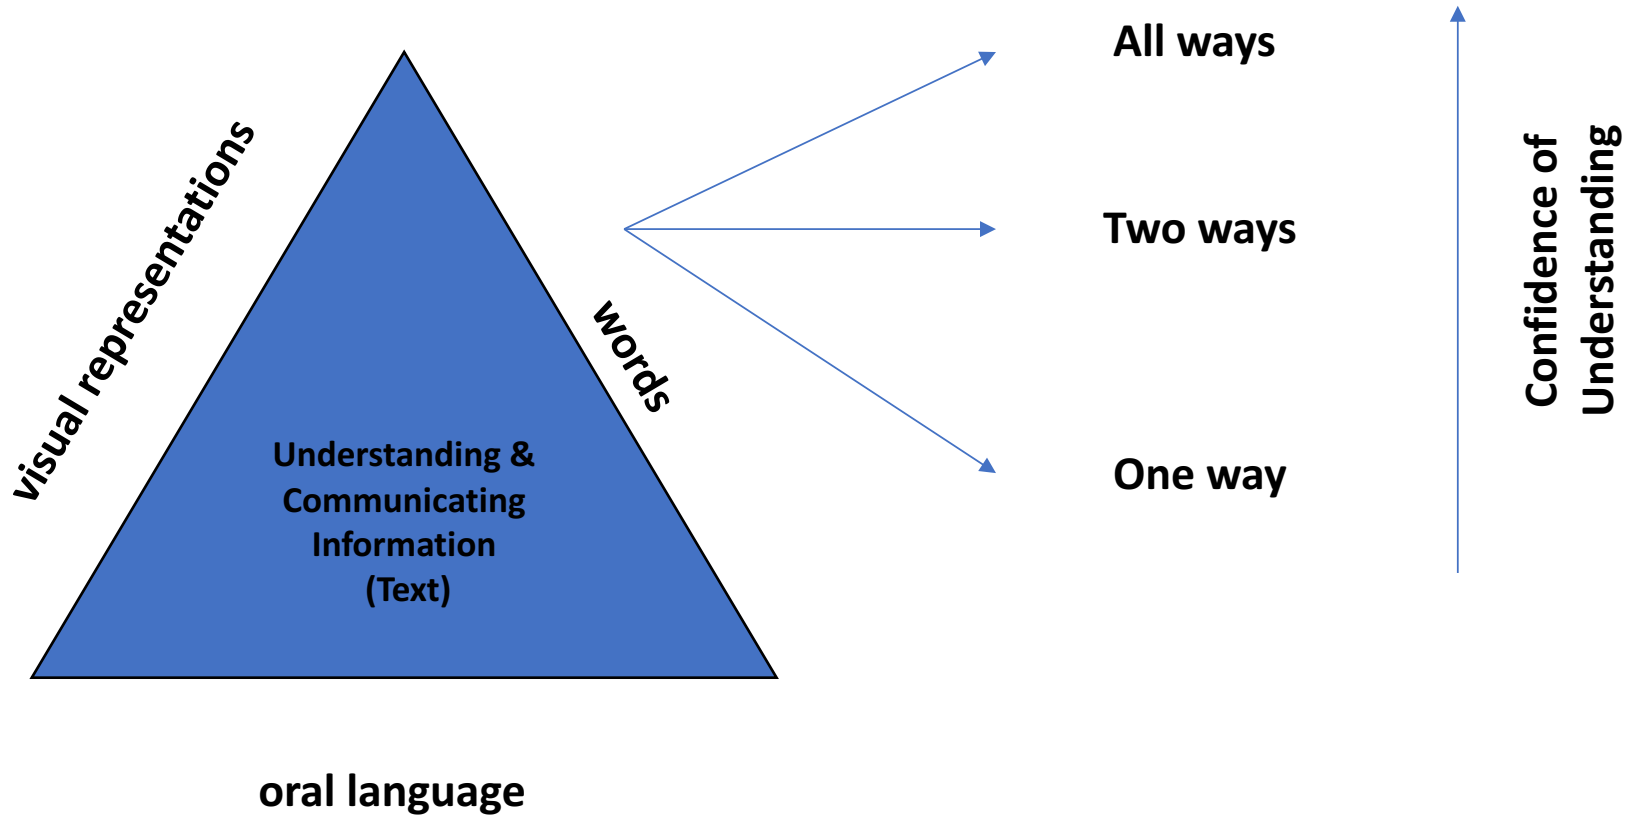 visual representations
words
Understanding &
Communicating
Information
(Text)
oral language
All ways
Two ways
One way
Confidence of
Understanding